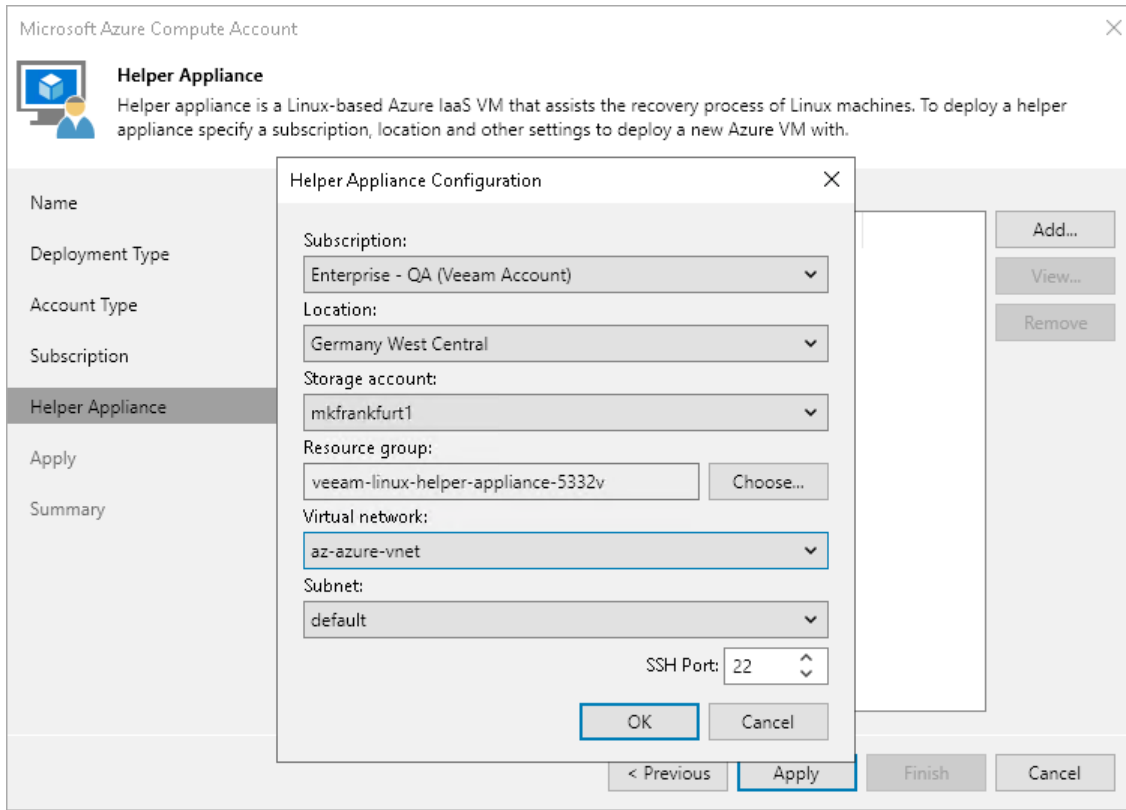 Microsoft Azure Compute Account
Helper Appliance
Helper appliance is a Linux-based Azure IaaS VM that assists the recovery process of Linux machines. To deploy a helper
appliance specify a subscription, location and other settings to deploy a new Azure VM with.
Name
Deployment Type
Account Type
Subscription
Helper Appliance
Apply
Summary
Helper Appliance Configuration
Subscription:
Enterprise - QA (Veeam Account)
Location:
Germany West Central
Storage account:
mkfrankfurt1
Resource group:
veeam-linux-helper-appliance-5332v
Choose...
Virtual network:
az-azure-vnet
Subnet:
default
SSH Port: 22
OK
Cancel
Add...
View...
Remove
< Previous
Apply
Finish
Cancel